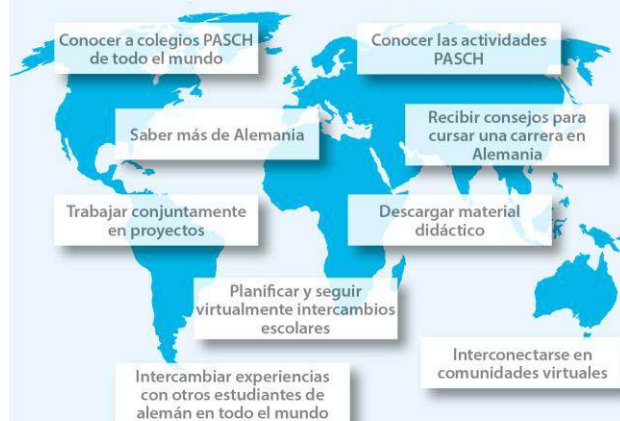 Conocer a colegios PASCH
de todo el mundo
Conocer las actividades
PASCH
Saber más de Alemania
Recibir consejos para
cursar una carrera en
Alemania
Trabajar conjuntamente
en proyectos
Descargar material
didáctico
Planificar y seguir
virtualmente intercambios
escolares
Interconectarse en
comunidades virtuales
Intercambiar experiencias
con otros estudiantes de
alemán en todo el mundo